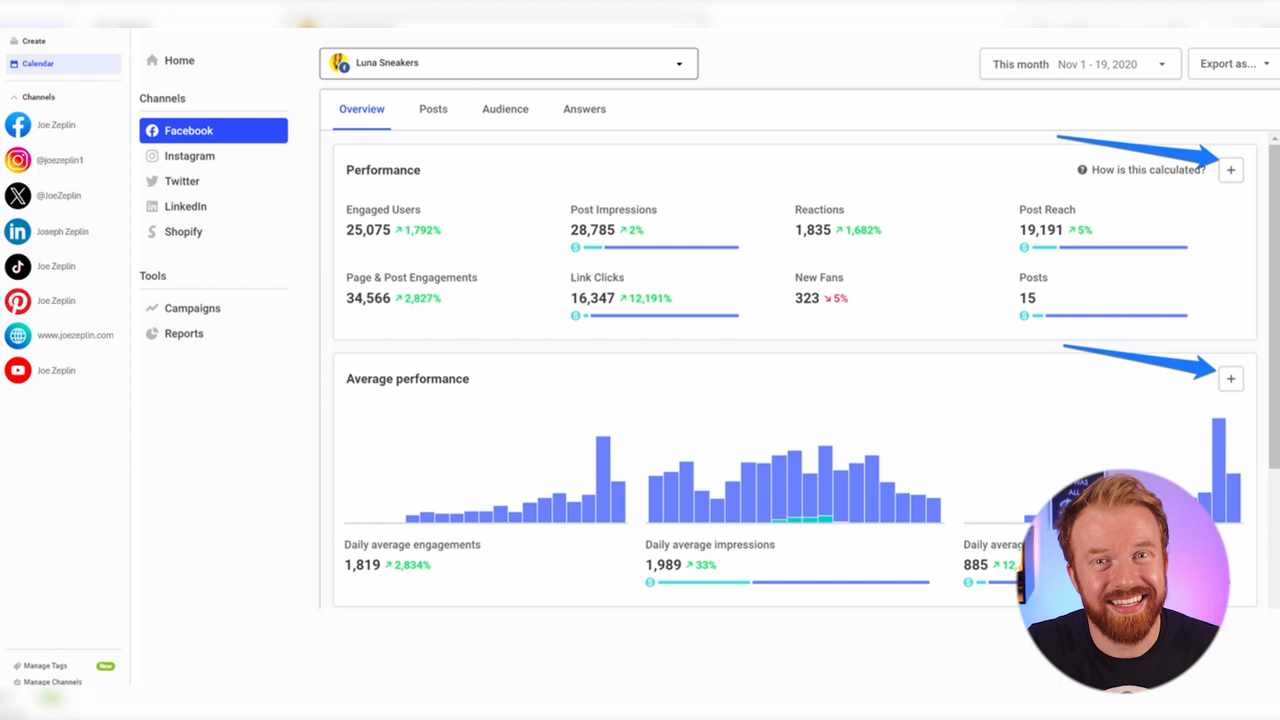 Create
Calendar
Channels
Joe Zeplin
@joezeplin1
@JoeZeplin
Joseph Zeplin
Joe Zeplin
Joe Zeplin
www.joezeplin.com
Joe Zeplin
Manage Tags New
Manage Channels
Home
Channels
Facebook
Instagram
Twitter
LinkedIn
Shopify
Tools
Campaigns
Reports
Luna Sneakers
This month Nov 1 - 19, 2020
Export as...
Overview Posts Audience Answers
Performance
How is this calculated?
Engaged Users
25,075 1,792%
Post Impressions
28,785 2%
Reactions
1,835 1,682%
Post Reach
19,191 5%
Page & Post Engagements
34,566 2,827%
Link Clicks
16,347 12,191%
New Fans
323 5%
Posts
15
Average performance
Daily average engagements
1,819 2,834%
Daily average impressions
1,989 33%
Daily
885 12,
ALL